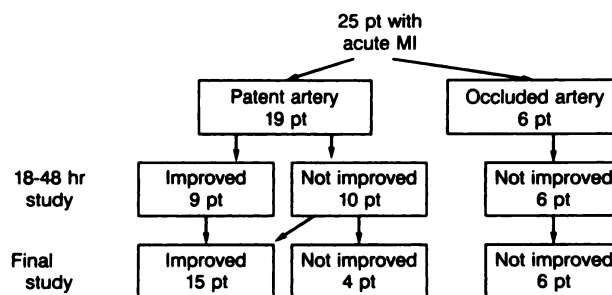 25 pt with
acute MI
Patent artery
19 pt
Occluded artery
6 pt
18-48 hr
study
Improved
9 pt
Not improved
10 pt
Not improved
6 pt
Final
study
Improved
15 pt
Not improved
4 pt
Not improved
6 pt